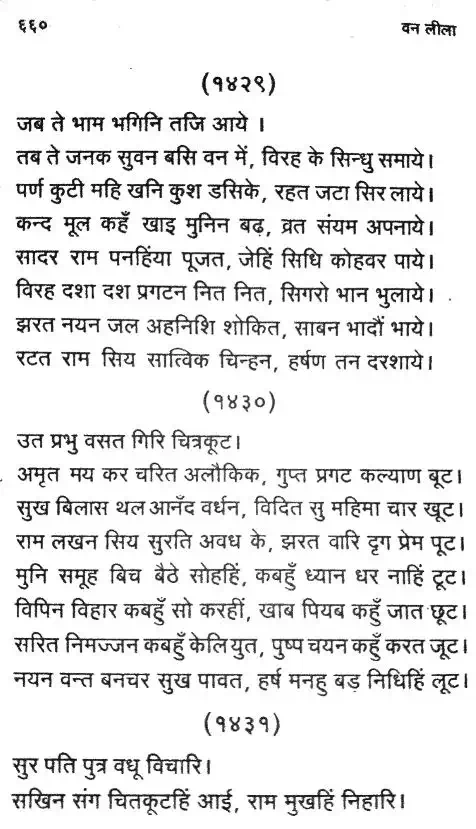 ६६० वन लीला
(१४२९)
जब ते भाम भगिनि तजि आये ।
तब ते जनक सुवन बसि वन में, विरह के सिन्धु समाये।
पर्ण कुटी महि खनि कुश डसिके, रहत जटा सिर लाये।
कन्द मूल कहँ खाइ मुनिन बढ़, व्रत संयम अपनाये।
सादर राम पनहिंया पूजत, जेहिं सिधि कोहवर पाये।
विरह दशा दश प्रगटन नित नित, सिगरो भान भुलाये।
झरत नयन जल अहनिशि शोकित, साबन भादौं भाये।
रटत राम सिय सात्विक चिन्हन, हर्षण तन दरशाये।
(१४३०)
उत प्रभु वसत गिरि चित्रकूट।
अमृत मय कर चरित अलौकिक, गुप्त प्रगट कल्याण बूट।
सुख बिलास थल आनँद वर्धन, विदित सु महिमा चार खूट।
राम लखन सिय सुरति अवध के, झरत वारि दृग प्रेम पूट।
मुनि समूह बिच बैठे सोहहिं, कबहुँ ध्यान धर नाहिं टूट।
विपिन विहार कबहुँ सो करहीं, खाब पियब कहुँ जात छूट।
सरित निमज्जन कबहुँ केलि युत, पुष्प चयन कहुँ करत जूट।
नयन वन्त बनचर सुख पावत, हर्ष मनहु बड़ निधिहिं लूट।
(१४३१)
सुर पति पुत्र वधू विचारि।
सखिन संग चितकूटहिं आई, राम मुखहिं निहारि।